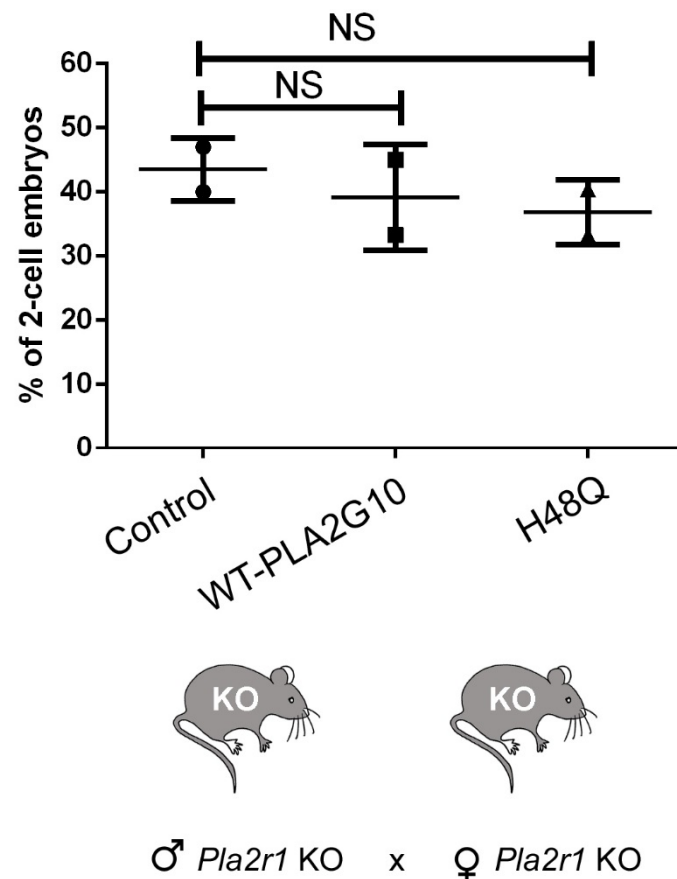 NS
NS
% of 2-cell embryos
60
50
40
30
20
10
0
Control
WT-PLA2G10
H48Q
KO
KO
♂ Pla2r1 KO x ♀ Pla2r1 KO